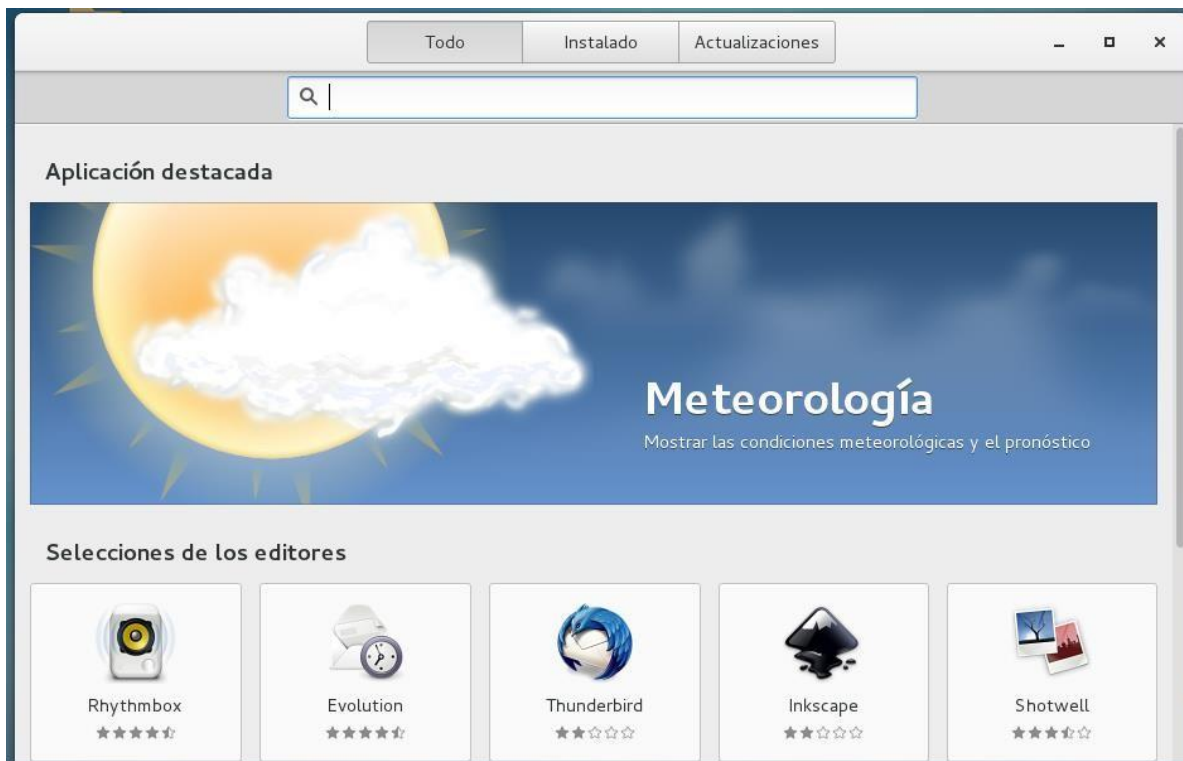 Todo Instalado Actualizaciones
Aplicación destacada
Meteorología
Mostrar las condiciones meteorológicas y el pronóstico
Selecciones de los editores
Rhythmbox Evolution Thunderbird Inkscape Shotwell